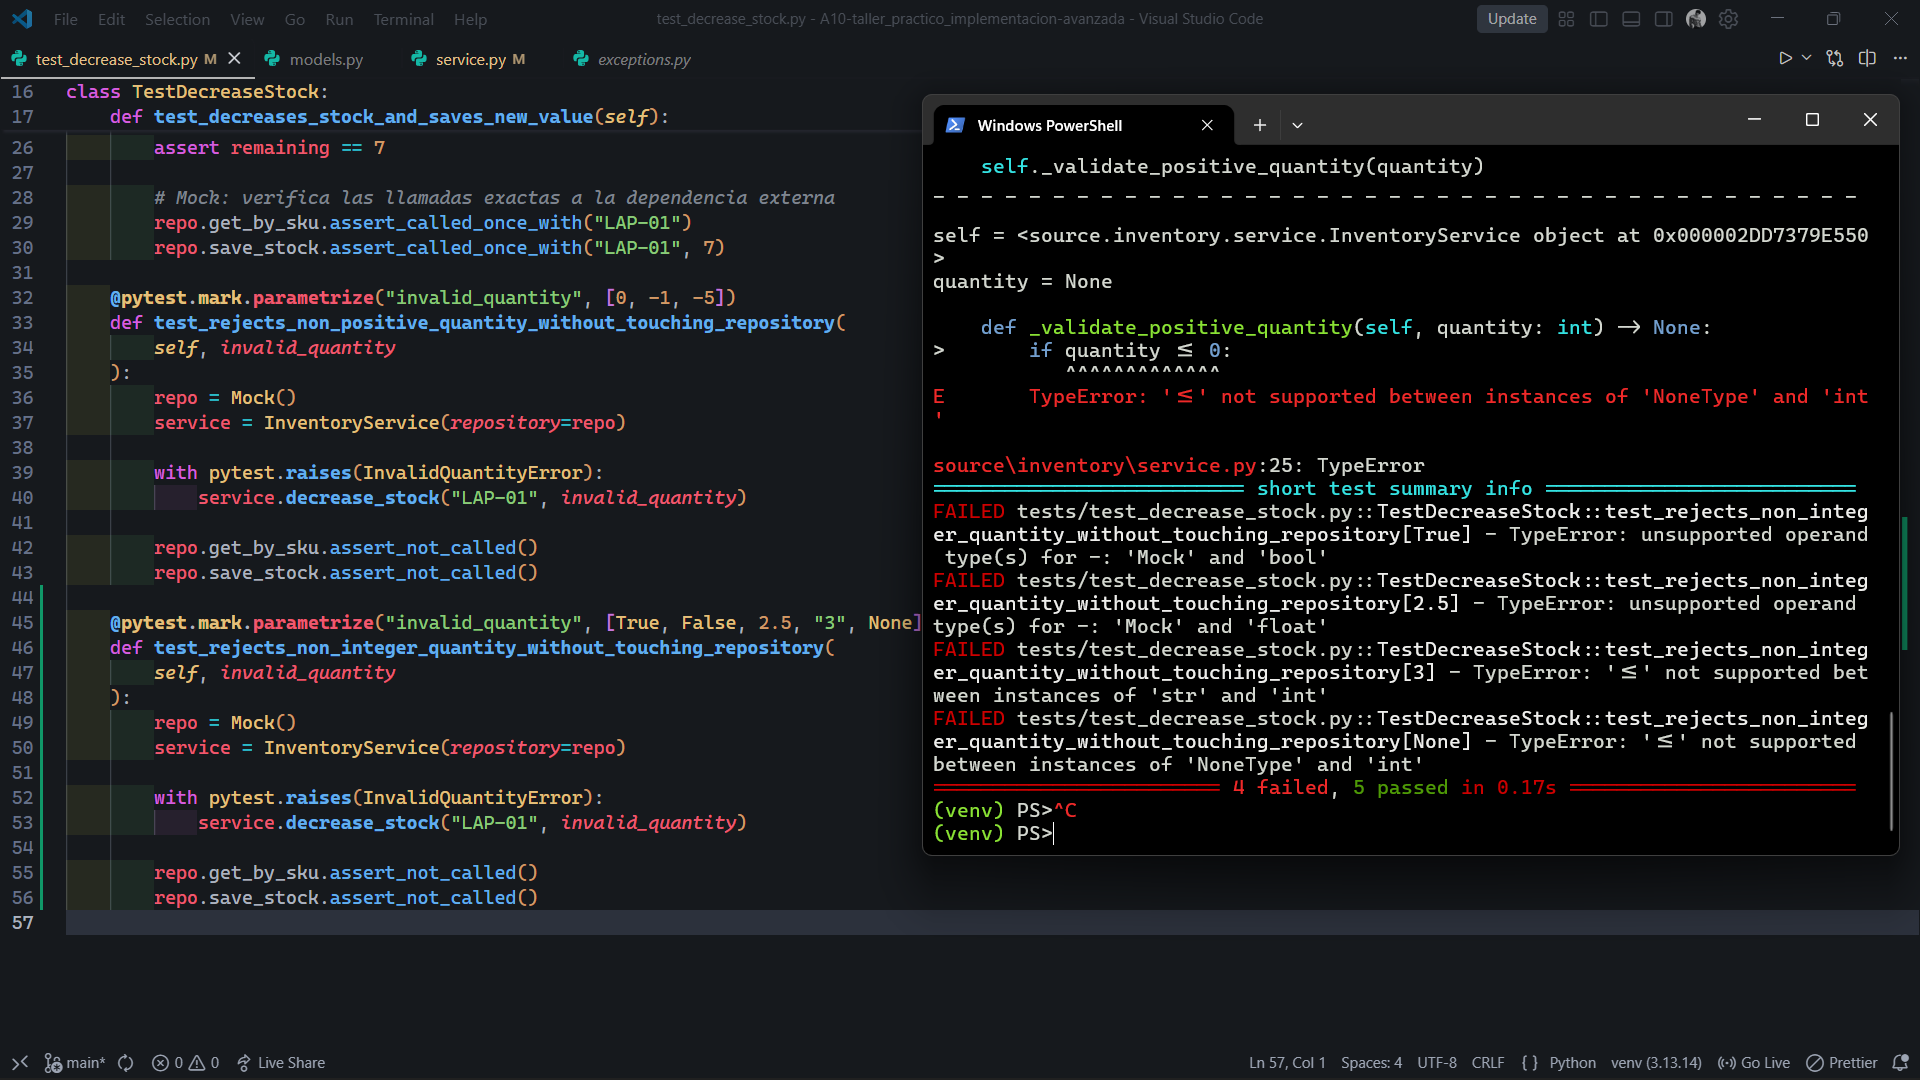 File Edit Selection View Go Run Terminal Help
test_decrease_stock.py - A10-taller_practico_implementacion-avanzada - Visual Studio Code
Update
test_decrease_stock.py M
models.py
service.py M
exceptions.py
16 class TestDecreaseStock:
17 def test_decreases_stock_and_saves_new_value(self):
26 assert remaining == 7
27
28 # Mock: verifica las llamadas exactas a la dependencia externa
29 repo.get_by_sku.assert_called_once_with("LAP-01")
30 repo.save_stock.assert_called_once_with("LAP-01", 7)
31
32 @pytest.mark.parametrize("invalid_quantity", [0, -1, -5])
33 def test_rejects_non_positive_quantity_without_touching_repository(
34 self, invalid_quantity
35 ):
36 repo = Mock()
37 service = InventoryService(repository=repo)
38
39 with pytest.raises(InvalidQuantityError):
40 service.decrease_stock("LAP-01", invalid_quantity)
41
42 repo.get_by_sku.assert_not_called()
43 repo.save_stock.assert_not_called()
44
45 @pytest.mark.parametrize("invalid_quantity", [True, False, 2.5, "3", None]
46 def test_rejects_non_integer_quantity_without_touching_repository(
47 self, invalid_quantity
48 ):
49 repo = Mock()
50 service = InventoryService(repository=repo)
51
52 with pytest.raises(InvalidQuantityError):
53 service.decrease_stock("LAP-01", invalid_quantity)
54
55 repo.get_by_sku.assert_not_called()
56 repo.save_stock.assert_not_called()
57
Windows PowerShell
self._validate_positive_quantity(quantity)
- - - - - - - - - - - - - - - - - - - - - - - - - - - - - - - - - - - - - - -
self = <source.inventory.service.InventoryService object at 0x000002DD7379E550
>
quantity = None
def _validate_positive_quantity(self, quantity: int) -> None:
> if quantity <= 0:
^^^^^^^^^^^^^
E TypeError: '<=' not supported between instances of 'NoneType' and 'int
'
source\inventory\service.py:25: TypeError
========================== short test summary info ==========================
FAILED tests/test_decrease_stock.py::TestDecreaseStock::test_rejects_non_integ
er_quantity_without_touching_repository[True] - TypeError: unsupported operand
type(s) for -: 'Mock' and 'bool'
FAILED tests/test_decrease_stock.py::TestDecreaseStock::test_rejects_non_integ
er_quantity_without_touching_repository[2.5] - TypeError: unsupported operand
type(s) for -: 'Mock' and 'float'
FAILED tests/test_decrease_stock.py::TestDecreaseStock::test_rejects_non_integ
er_quantity_without_touching_repository[3] - TypeError: '<=' not supported bet
ween instances of 'str' and 'int'
FAILED tests/test_decrease_stock.py::TestDecreaseStock::test_rejects_non_integ
er_quantity_without_touching_repository[None] - TypeError: '<=' not supported
between instances of 'NoneType' and 'int'
======================== 4 failed, 5 passed in 0.17s ========================
(venv) PS>^C
(venv) PS>
main* 0 0 Live Share
Ln 57, Col 1 Spaces: 4 UTF-8 CRLF { } Python venv (3.13.14) Go Live Prettier